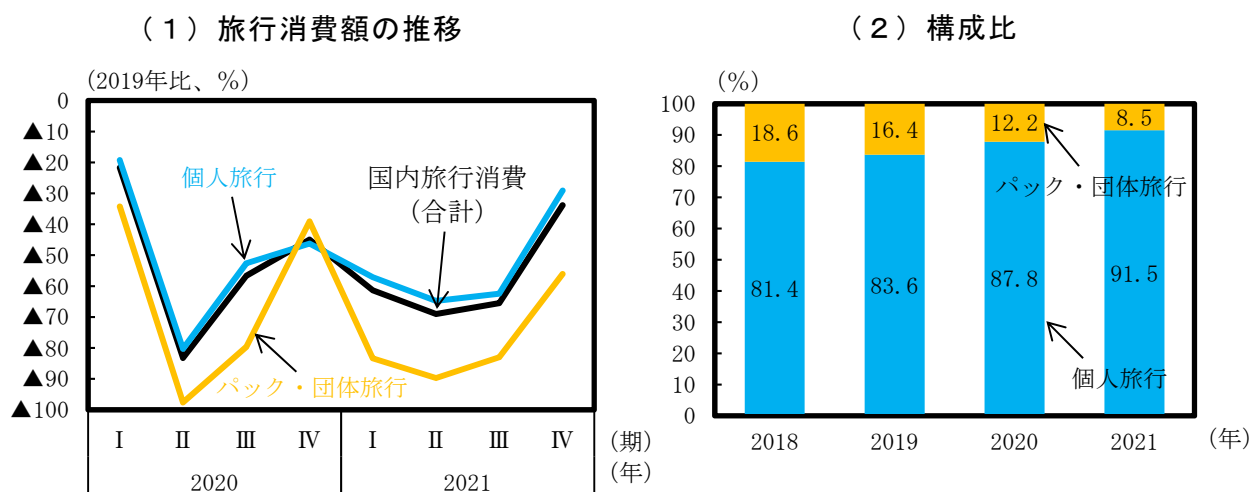 （１）旅行消費額の推移
(2019年比、%)
0
▲10
▲20
▲30
▲40
▲50
▲60
▲70
▲80
▲90
▲100
個人旅行
国内旅行消費
（合計）
パック・団体旅行
Ⅰ Ⅱ Ⅲ Ⅳ Ⅰ Ⅱ Ⅲ Ⅳ (期)
2020 2021 (年)
（２）構成比
(%)
100
90
80
70
60
50
40
30
20
10
0
18.6 16.4 12.2 8.5
パック・団体旅行
81.4 83.6 87.8 91.5
個人旅行
2018 2019 2020 2021 (年)